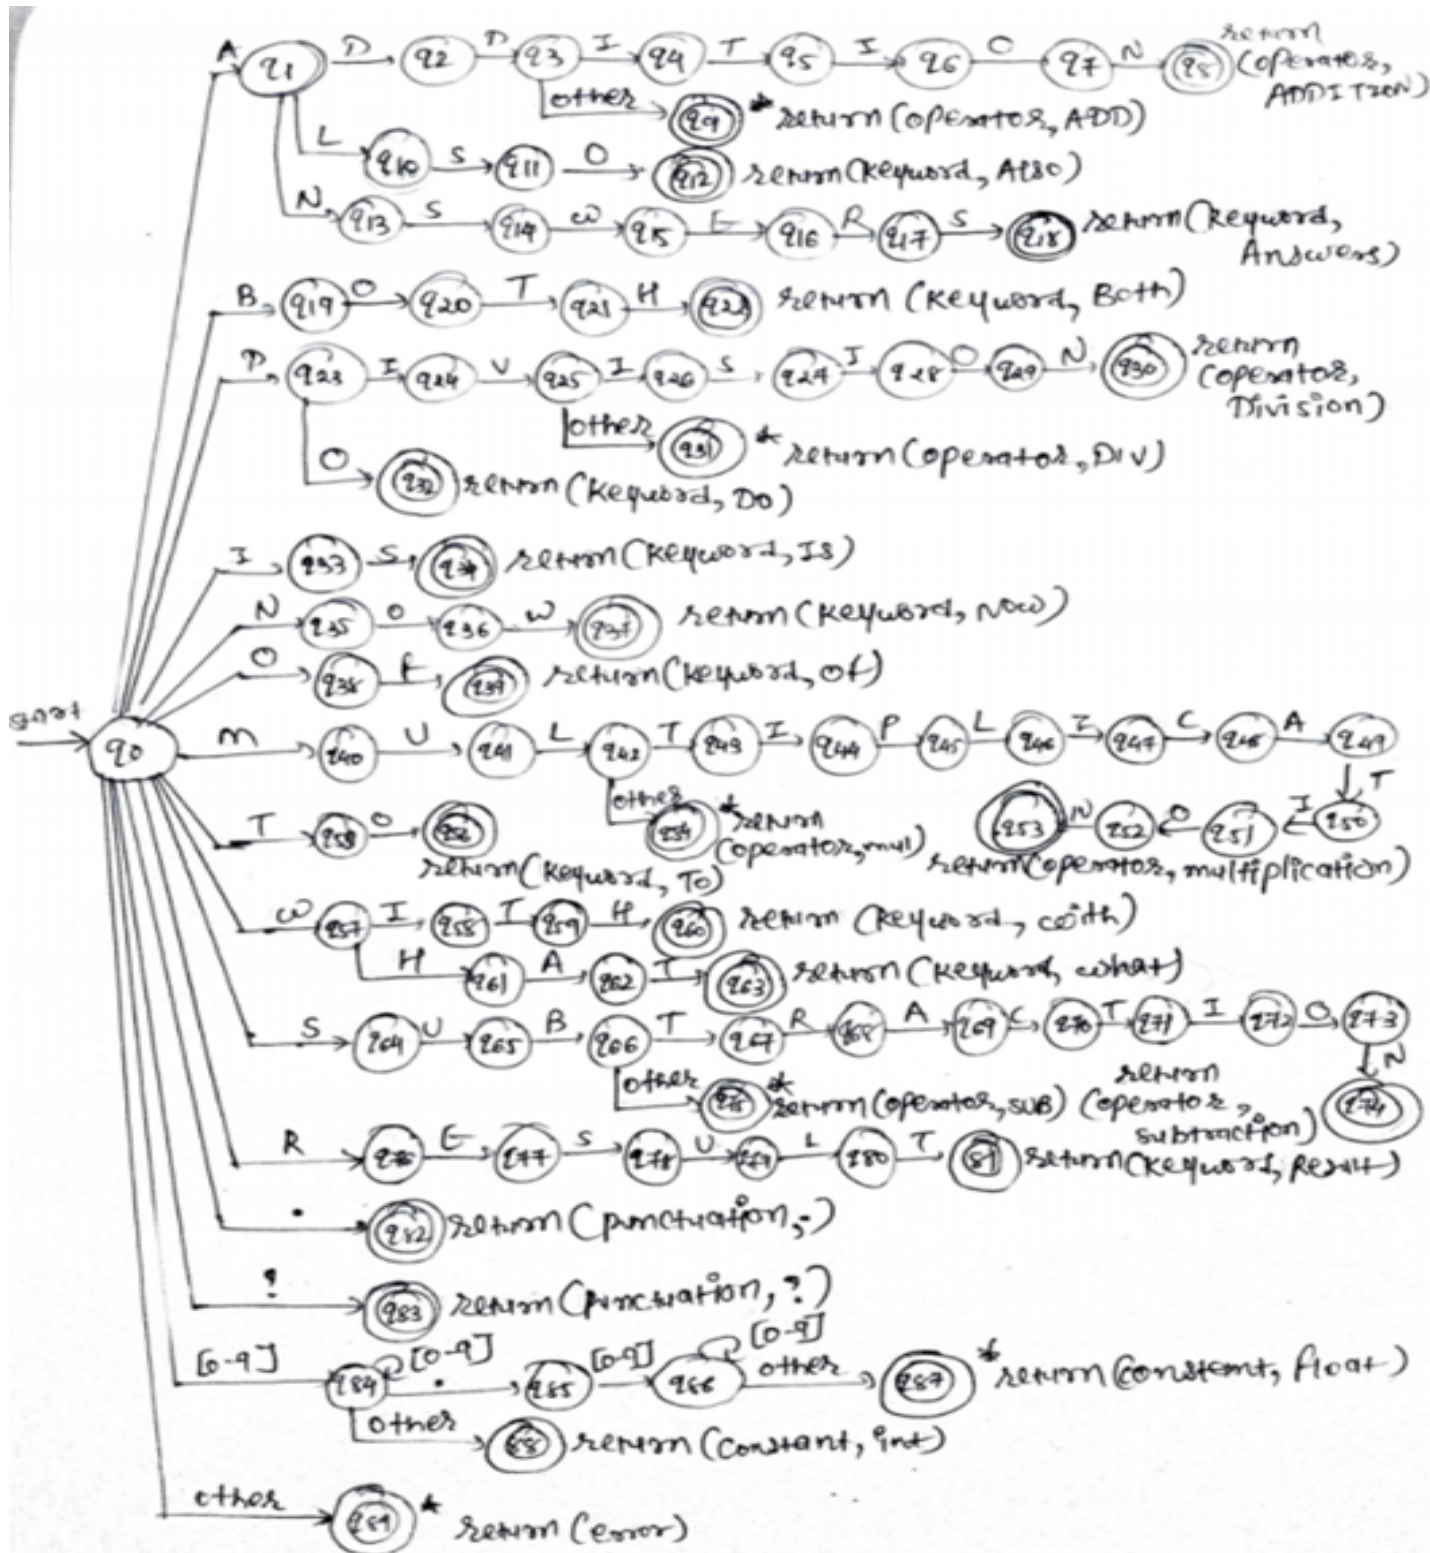 A q1 D q2 D q3 I q4 T q5 I q6 O q7 N q8 return (operator, ADDITION)
other q9 * return (operator, ADD)
L q10 S q11 O q12 return (keyword, Also)
N q13 S q14 W q15 E q16 R q17 S q18 return (keyword, Answers)
B q19 O q20 T q21 H q22 return (keyword, Both)
D q23 I q24 V q25 I q26 S q27 I q28 O q29 N q30 return (operator, Division)
other q31 * return (operator, DIV)
O q32 return (keyword, DO)
I q33 S q34 return (keyword, Is)
N q35 O q36 W q37 return (keyword, Now)
O q38 F q39 return (keyword, of)
start q0 M q40 U q41 L q42 T q43 I q44 P q45 L q46 I q47 C q48 A q49
T q50 I q51 O q52 N q53
return (operator, multiplication)
other q54 * return (operator, mul)
T q55 O q56
return (keyword, To)
W q57 I q58 T q59 H q60 return (keyword, with)
H q61 A q62 T q63 return (keyword, what)
S q64 U q65 B q66 T q67 R q68 A q69 C q70 T q71 I q72 O q73
N q74 return (operator, subtraction)
other q75 * return (operator, SUB)
R q76 E q77 S q78 U q79 L q80 T 81 return (keyword, Result)
. q82 return (punctuation, .)
? q83 return (punctuation, ?)
[0-9] q84 [0-9] . q85 [0-9] q86 [0-9] other q87 * return (constant, float)
other 88 return (constant, int)
other q89 * return (error)